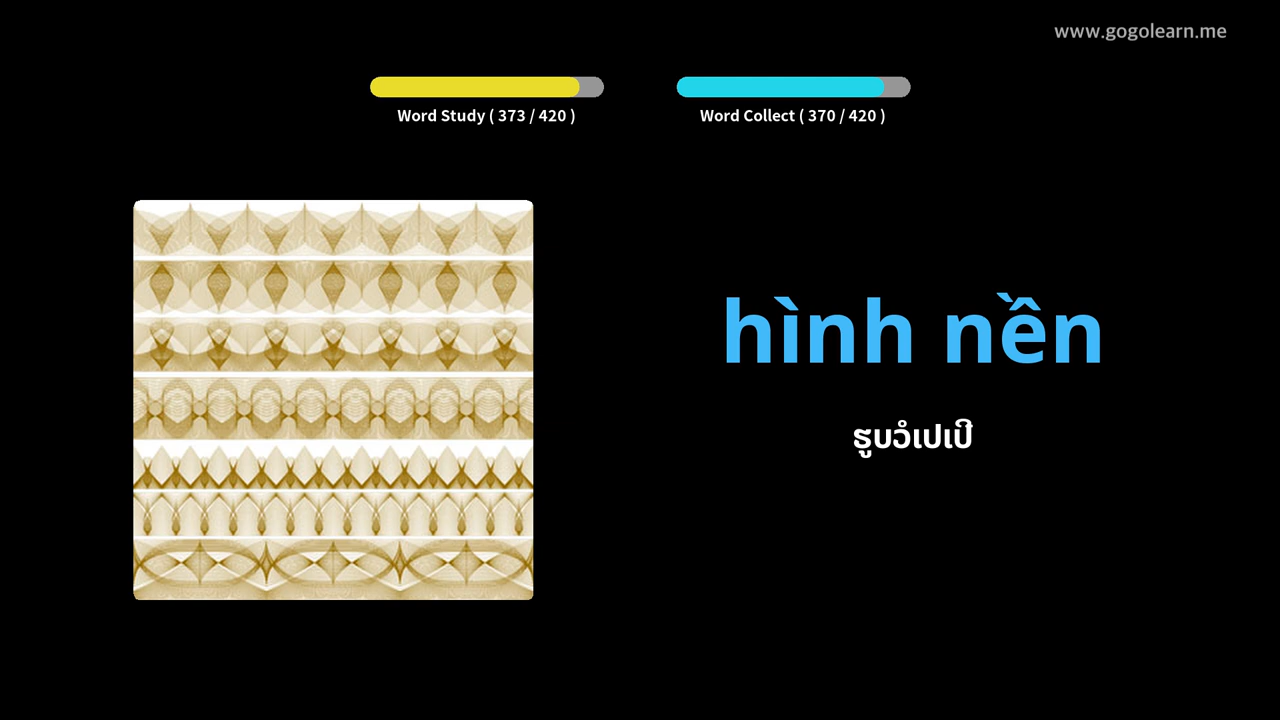 www.gogolearn.me
Word Study ( 373 / 420 )
Word Collect ( 370 / 420 )
hình nền
ຮູບວໍເປເປີ